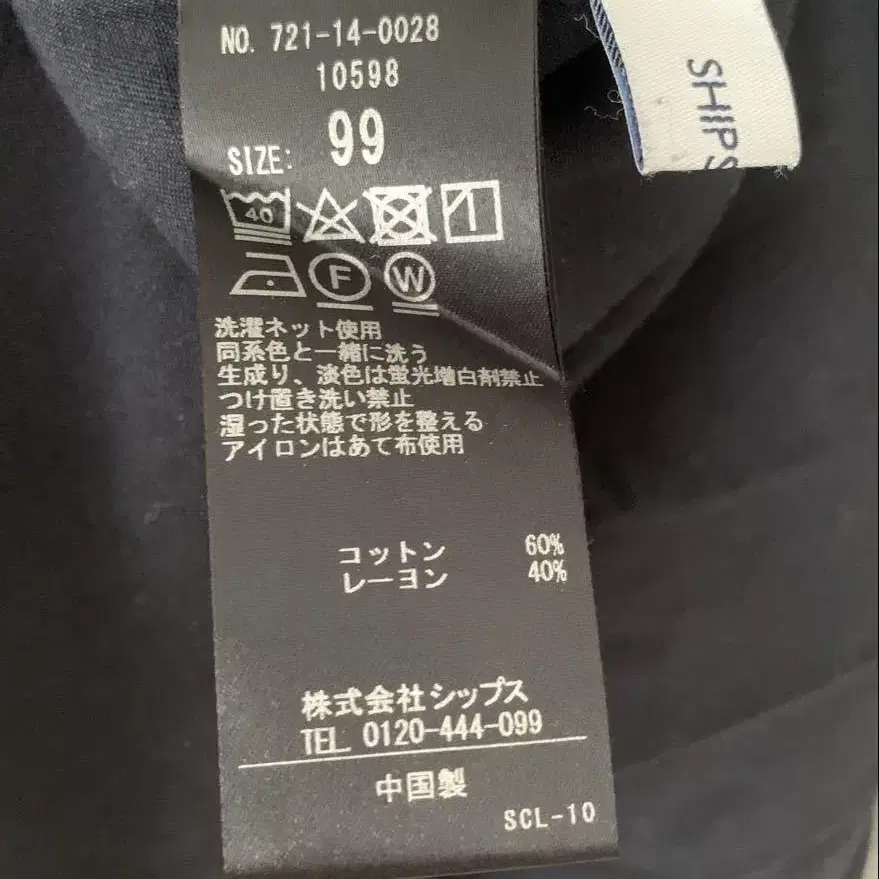 NO. 721-14-0028
10598
SIZE: 99
40
F W
洗濯ネット使用
同系色と一緒に洗う
生成り、淡色は蛍光増白剤禁止
つけ置き洗い禁止
湿った状態で形を整える
アイロンはあて布使用
コットン 60%
レーヨン 40%
株式会社シップス
TEL 0120-444-099
中国製
SCL-10
SHIPS